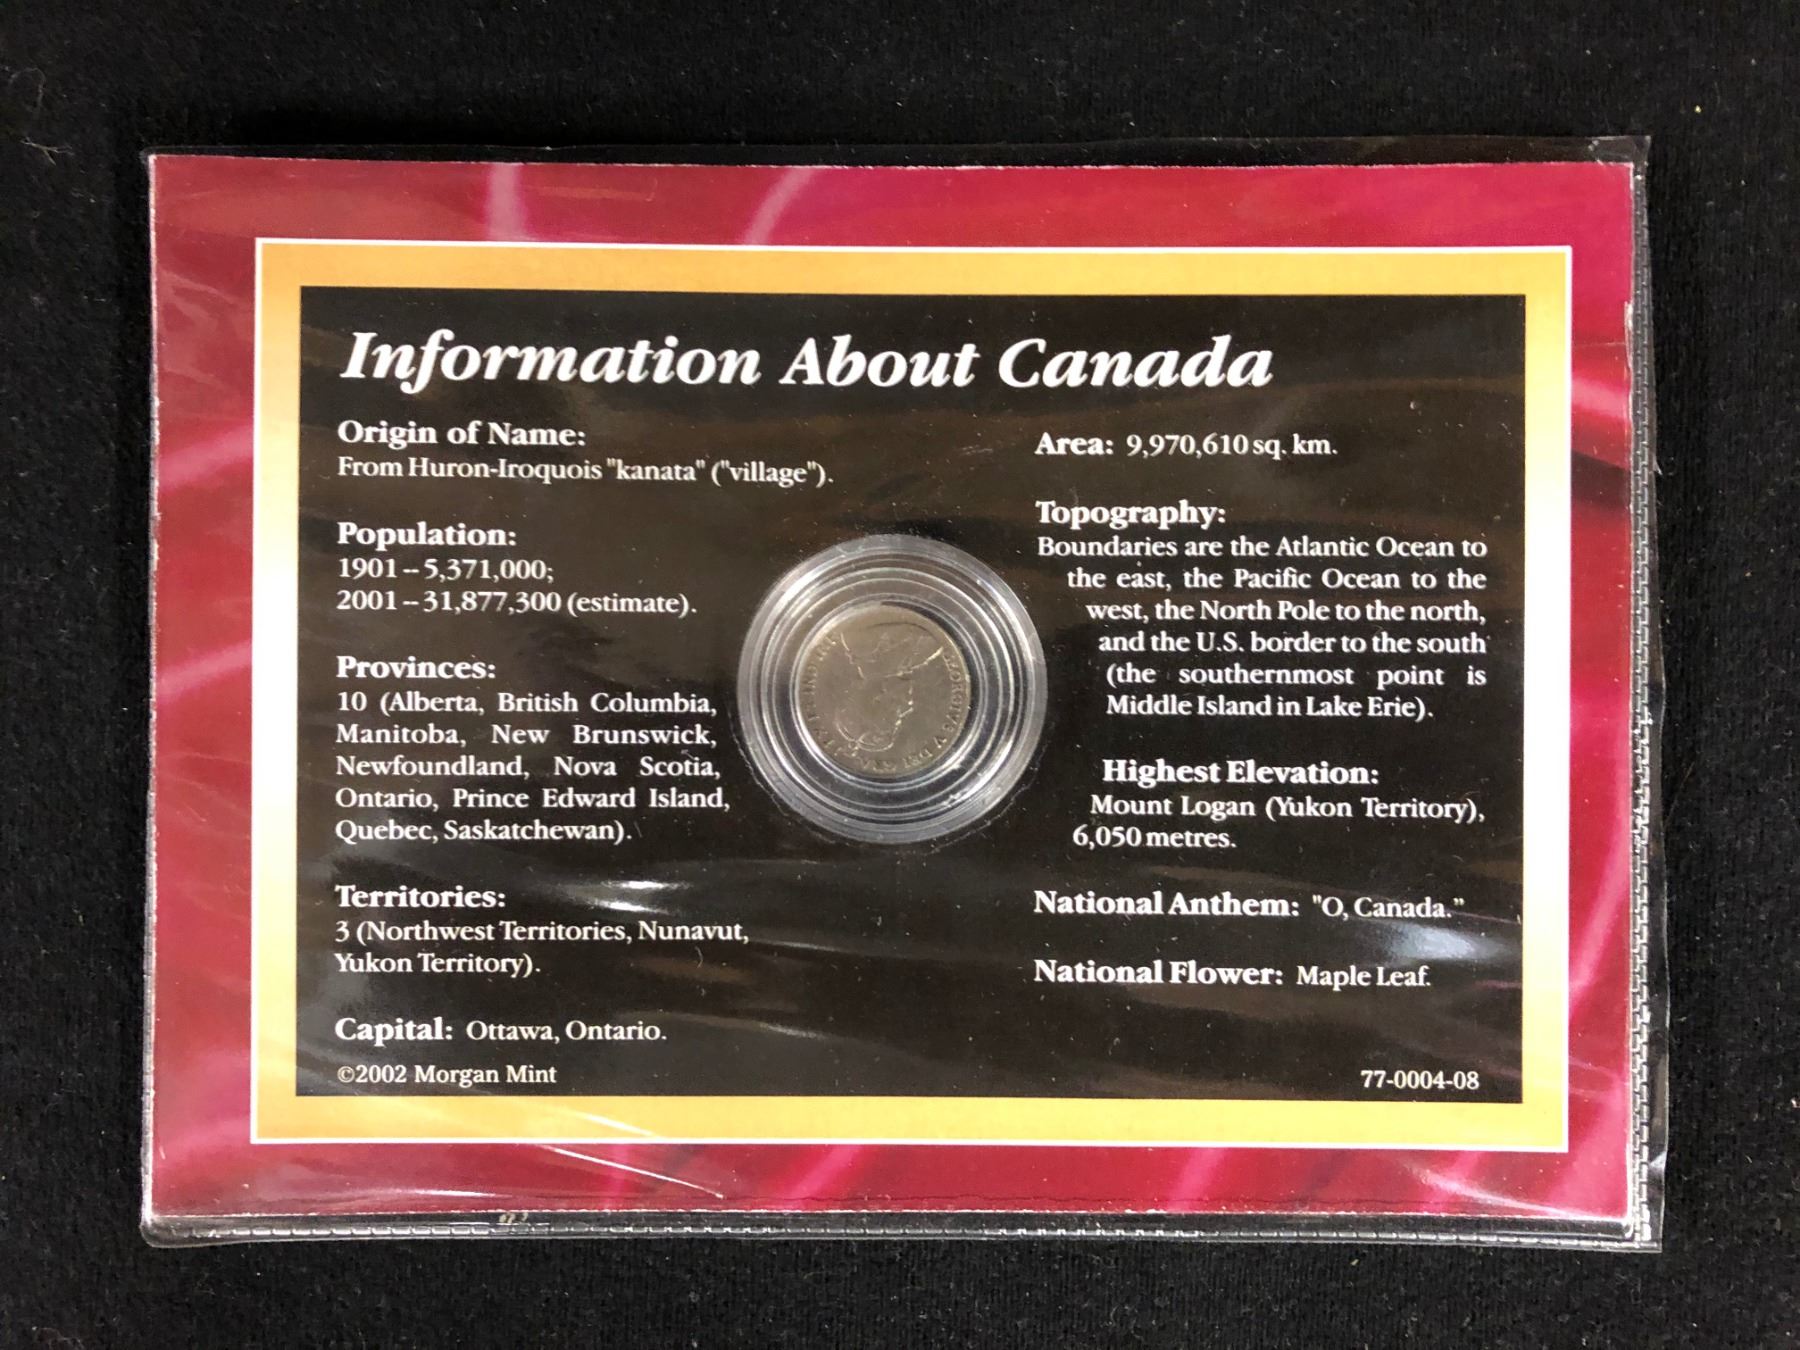 Information About Canada
Origin of Name:
From Huron-Iroquois "kanata" ("village").
Population:
1901 -- 5,371,000;
2001 -- 31,877,300 (estimate).
Provinces:
10 (Alberta, British Columbia,
Manitoba, New Brunswick,
Newfoundland, Nova Scotia,
Ontario, Prince Edward Island,
Quebec, Saskatchewan).
Territories:
3 (Northwest Territories, Nunavut,
Yukon Territory).
Capital: Ottawa, Ontario.
©2002 Morgan Mint
GEORGIVS V DEI GRA:
Area: 9,970,610 sq. km.
Topography:
Boundaries are the Atlantic Ocean to
the east, the Pacific Ocean to the
west, the North Pole to the north,
and the U.S. border to the south
(the southernmost point is
Middle Island in Lake Erie).
Highest Elevation:
Mount Logan (Yukon Territory),
6,050 metres.
National Anthem: "O, Canada."
National Flower: Maple Leaf.
77-0004-08